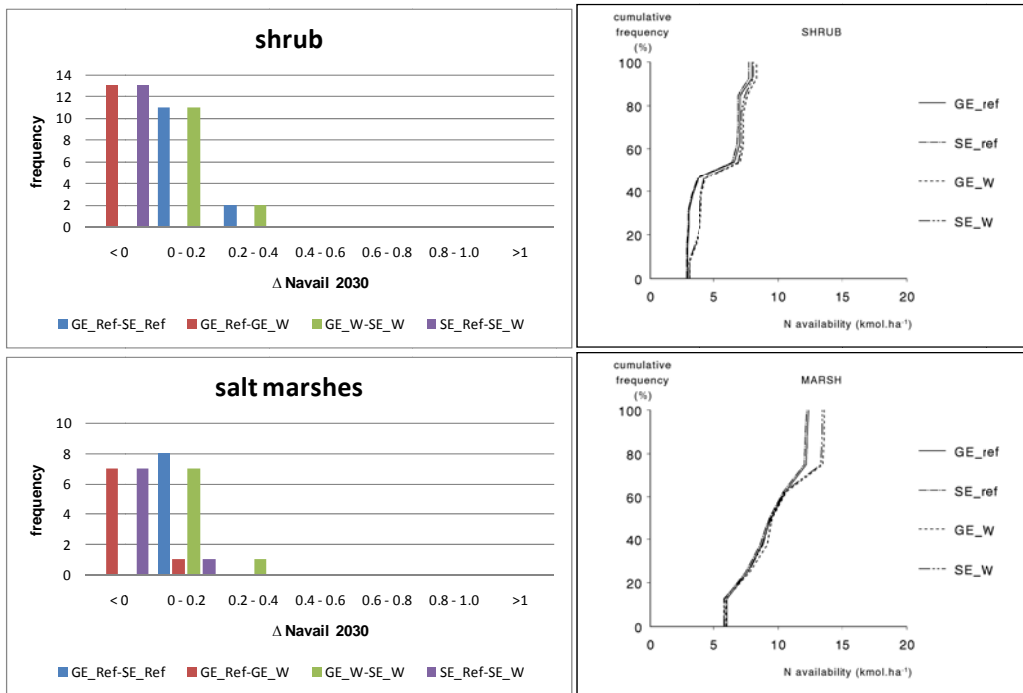 shrub
frequency
14
12
10
8
6
4
2
0
< 0 0 - 0.2 0.2 - 0.4 0.4 - 0.6 0.6 - 0.8 0.8 - 1.0 >1
Δ Navail 2030
GE_Ref-SE_Ref GE_Ref-GE_W GE_W-SE_W SE_Ref-SE_W
cumulative
frequency
(%)
SHRUB
100
80
60
40
20
0
0 5 10 15 20
N availability (kmol.ha⁻¹)
GE_ref
SE_ref
GE_W
SE_W
salt marshes
frequency
10
8
6
4
2
0
< 0 0 - 0.2 0.2 - 0.4 0.4 - 0.6 0.6 - 0.8 0.8 - 1.0 >1
Δ Navail 2030
GE_Ref-SE_Ref GE_Ref-GE_W GE_W-SE_W SE_Ref-SE_W
cumulative
frequency
(%)
MARSH
100
80
60
40
20
0
0 5 10 15 20
N availability (kmol.ha⁻¹)
GE_ref
SE_ref
GE_W
SE_W